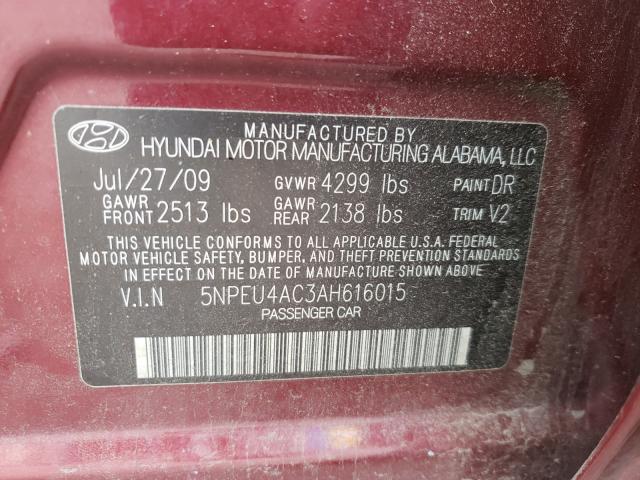 MANUFACTURED BY
HYUNDAI MOTOR MANUFACTURING ALABAMA, LLC
Jul/27/09 GVWR 4299 lbs PAINT DR
GAWR FRONT 2513 lbs GAWR REAR 2138 lbs TRIM V2
THIS VEHICLE CONFORMS TO ALL APPLICABLE U.S.A. FEDERAL
MOTOR VEHICLE SAFETY, BUMPER, AND THEFT PREVENTION STANDARDS
IN EFFECT ON THE DATE OF MANUFACTURE SHOWN ABOVE
V.I.N 5NPEU4AC3AH616015
PASSENGER CAR